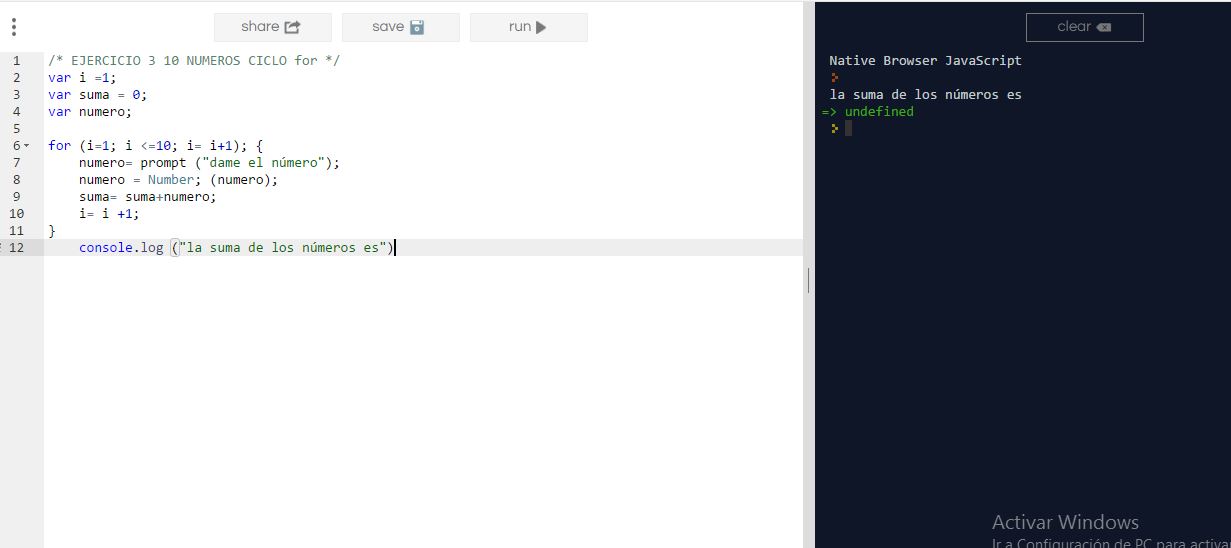 share save run clear
1 /* EJERCICIO 3 10 NUMEROS CICLO for */
2 var i =1;
3 var suma = 0;
4 var numero;
5
6 for (i=1; i <=10; i= i+1); {
7 numero= prompt ("dame el número");
8 numero = Number; (numero);
9 suma= suma+numero;
10 i= i +1;
11 }
12 console.log ("la suma de los números es")
Native Browser JavaScript
la suma de los números es
=> undefined
Activar Windows
Ir a Configuración de PC para activa